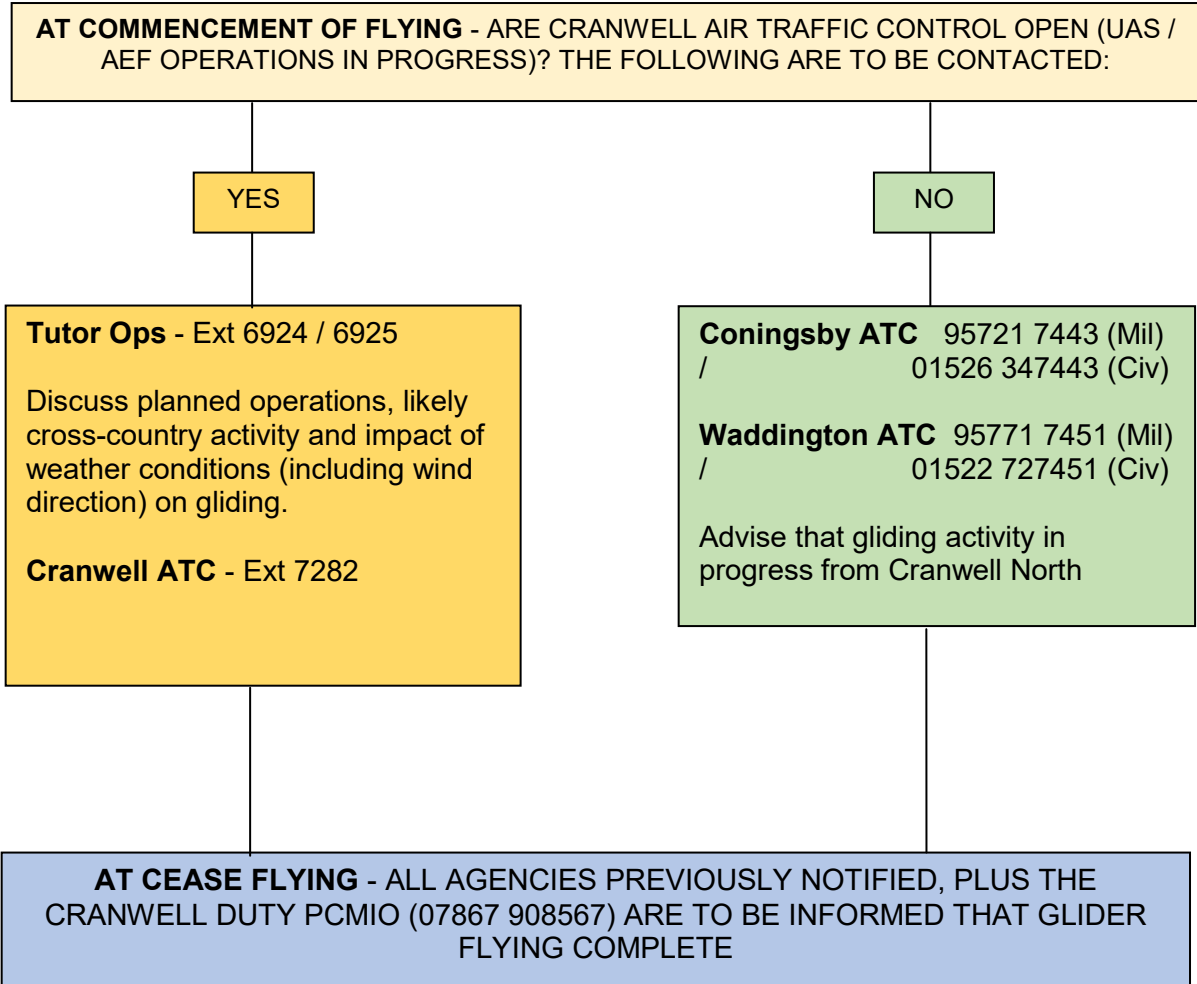 AT COMMENCEMENT OF FLYING - ARE CRANWELL AIR TRAFFIC CONTROL OPEN (UAS /
AEF OPERATIONS IN PROGRESS)? THE FOLLOWING ARE TO BE CONTACTED:
YES
NO
Tutor Ops - Ext 6924 / 6925
Discuss planned operations, likely
cross-country activity and impact of
weather conditions (including wind
direction) on gliding.
Cranwell ATC - Ext 7282
Coningsby ATC 95721 7443 (Mil)
/ 01526 347443 (Civ)
Waddington ATC 95771 7451 (Mil)
/ 01522 727451 (Civ)
Advise that gliding activity in
progress from Cranwell North
AT CEASE FLYING - ALL AGENCIES PREVIOUSLY NOTIFIED, PLUS THE
CRANWELL DUTY PCMIO (07867 908567) ARE TO BE INFORMED THAT GLIDER
FLYING COMPLETE